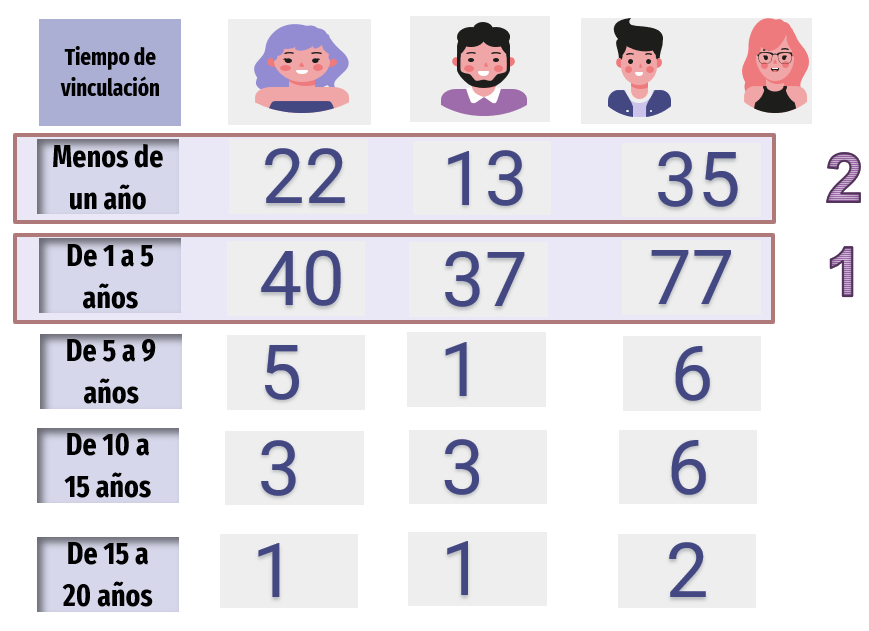 Tiempo de
vinculación
Menos de
un año
22 13 35 2
De 1 a 5
años
40 37 77 1
De 5 a 9
años
5 1 6
De 10 a
15 años
3 3 6
De 15 a
20 años
1 1 2